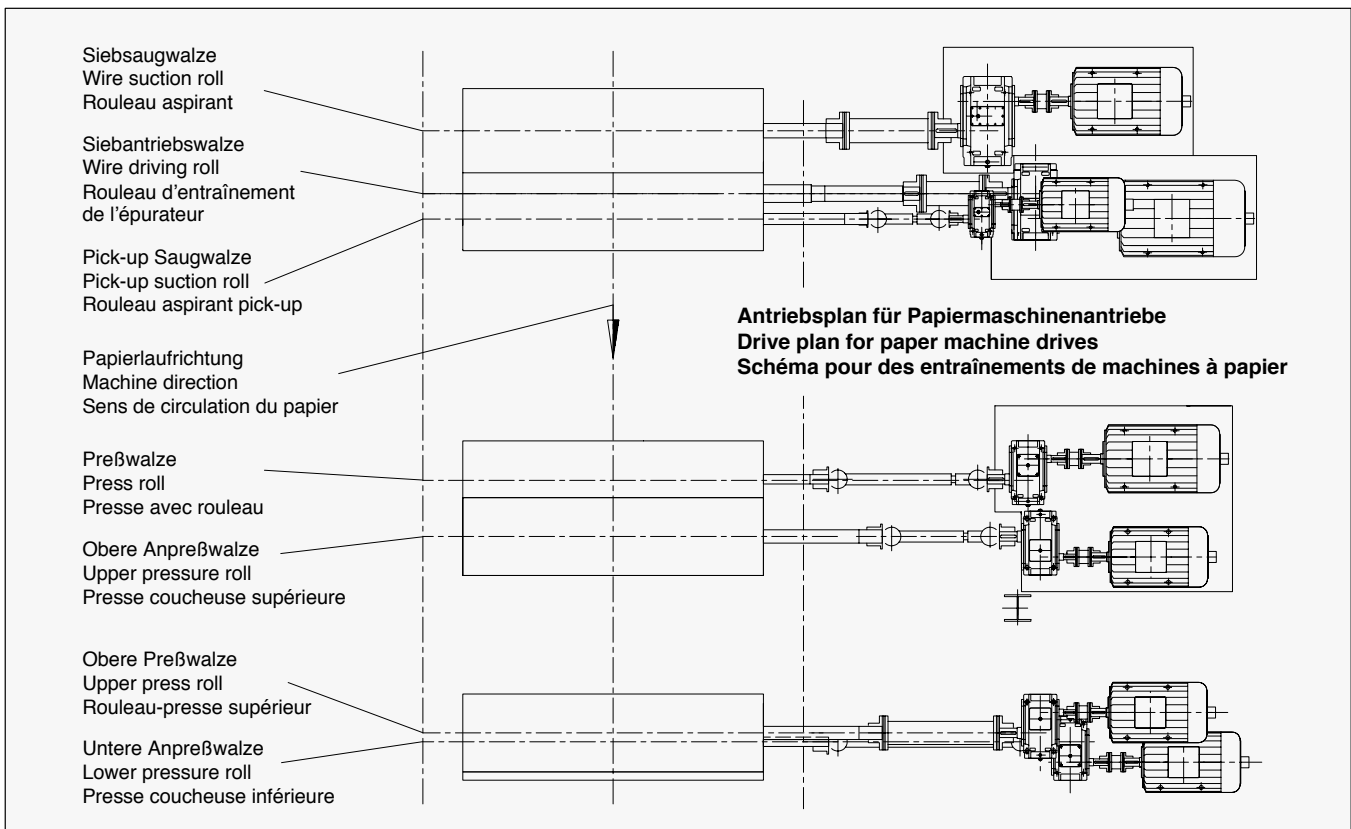 Siebsaugwalze
Wire suction roll
Rouleau aspirant
Siebantriebswalze
Wire driving roll
Rouleau d'entraînement
de l'épurateur
Pick-up Saugwalze
Pick-up suction roll
Rouleau aspirant pick-up
Papierlaufrichtung
Machine direction
Sens de circulation du papier
Antriebsplan für Papiermaschinenantriebe
Drive plan for paper machine drives
Schéma pour des entraînements de machines à papier
Preßwalze
Press roll
Presse avec rouleau
Obere Anpreßwalze
Upper pressure roll
Presse coucheuse supérieure
Obere Preßwalze
Upper press roll
Rouleau-presse supérieur
Untere Anpreßwalze
Lower pressure roll
Presse coucheuse inférieure